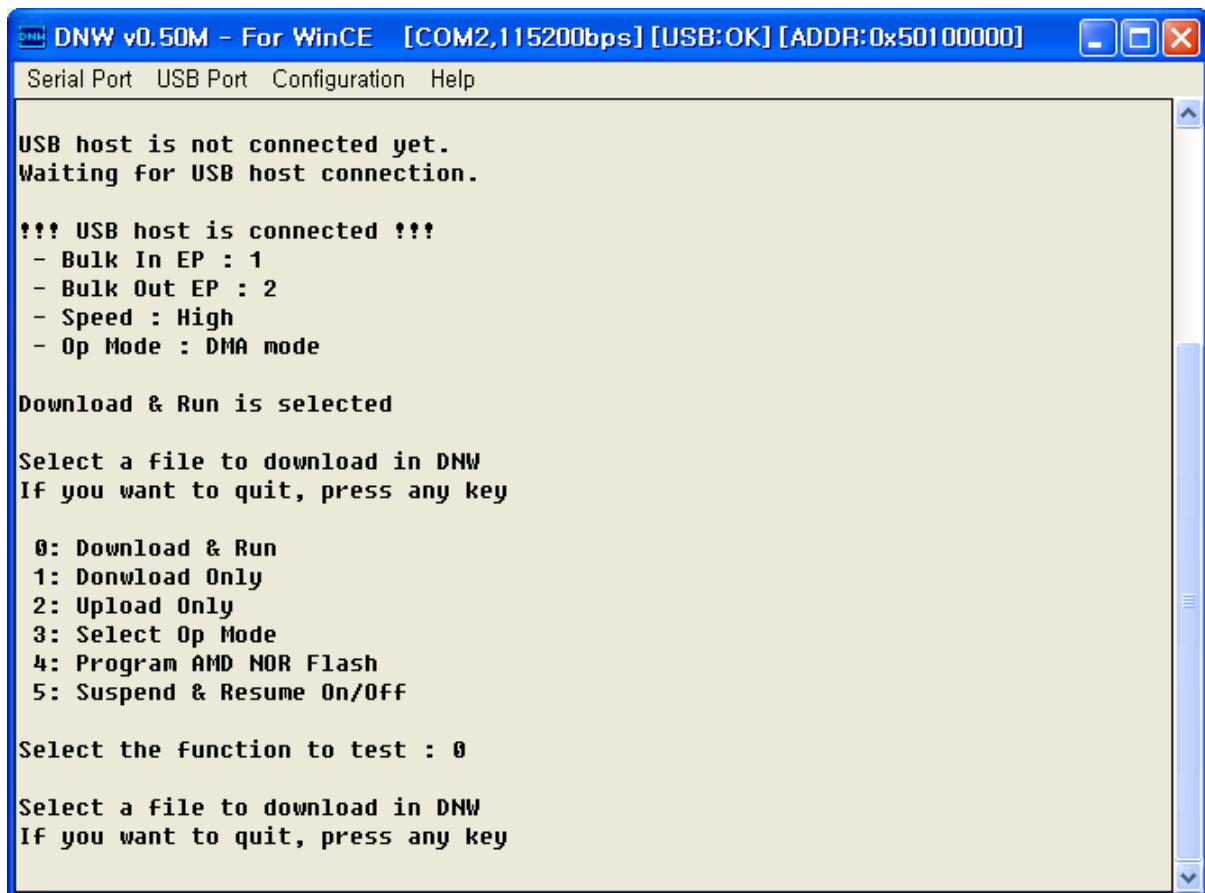 DNW DNW v0.50M - For WinCE [COM2,115200bps] [USB:OK] [ADDR:0x50100000]
Serial Port USB Port Configuration Help
USB host is not connected yet.
Waiting for USB host connection.
!!! USB host is connected !!!
- Bulk In EP : 1
- Bulk Out EP : 2
- Speed : High
- Op Mode : DMA mode
Download & Run is selected
Select a file to download in DNW
If you want to quit, press any key
0: Download & Run
1: Donwload Only
2: Upload Only
3: Select Op Mode
4: Program AMD NOR Flash
5: Suspend & Resume On/Off
Select the function to test : 0
Select a file to download in DNW
If you want to quit, press any key